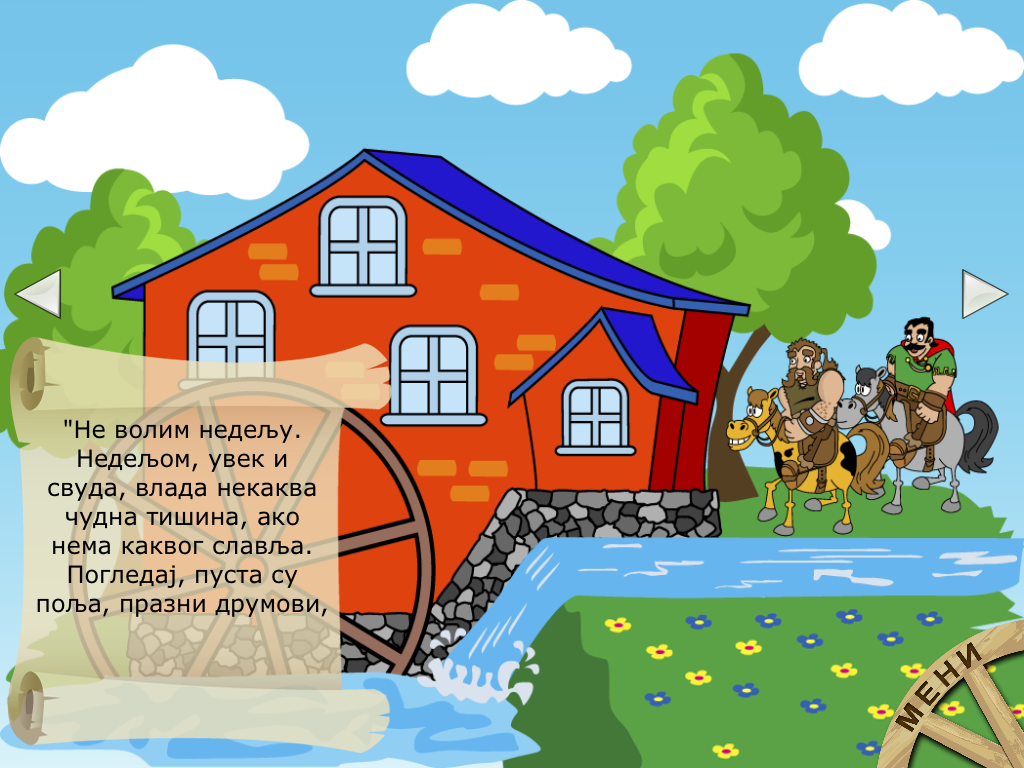 "Не волим недељу.
Недељом, увек и
свуда, влада некаква
чудна тишина, ако
нема каквог славља.
Погледај, пуста су
поља, празни друмови,
МЕНИ